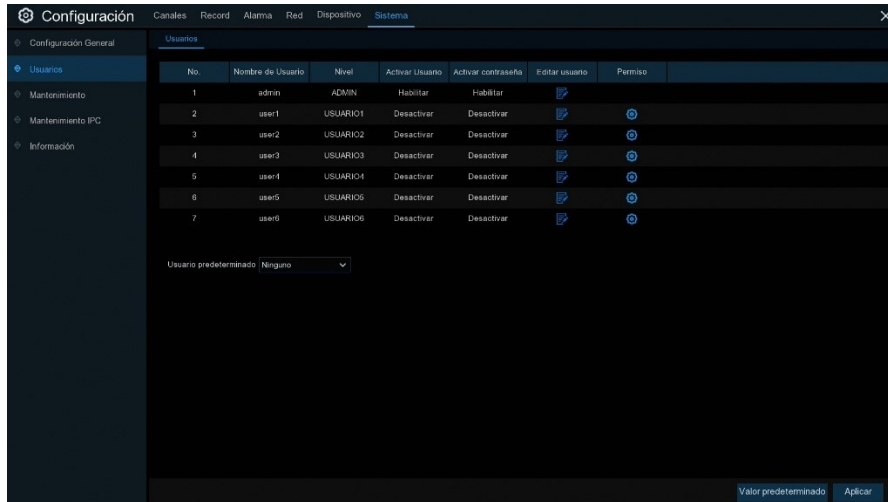 Configuración Canales Record Alarma Red Dispositivo Sistema X
Configuración General Usuarios
Usuarios
No. Nombre de Usuario Nivel Activar Usuario Activar contraseña Editar usuario Permiso
1 admin ADMIN Habilitar Habilitar
Mantenimiento
2 user1 USUARIO1 Desactivar Desactivar
Mantenimiento IPC
3 user2 USUARIO2 Desactivar Desactivar
Información
4 user3 USUARIO3 Desactivar Desactivar
5 user4 USUARIO4 Desactivar Desactivar
6 user5 USUARIO5 Desactivar Desactivar
7 user6 USUARIO6 Desactivar Desactivar
Usuario predeterminado Ninguno
Valor predeterminado Aplicar